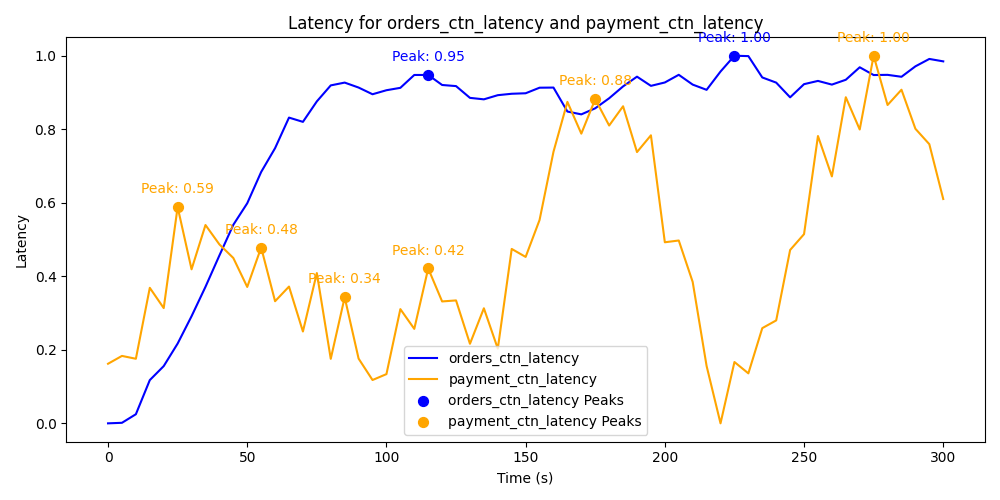 Latency for orders_ctn_latency and payment_ctn_latency
Peak: 1.00
Peak: 1.00
Peak: 0.95
Peak: 0.88
Peak: 0.59
Peak: 0.48
Peak: 0.42
Peak: 0.34
Latency
1.0
0.8
0.6
0.4
0.2
0.0
orders_ctn_latency
payment_ctn_latency
orders_ctn_latency Peaks
payment_ctn_latency Peaks
0 50 100 150 200 250 300
Time (s)